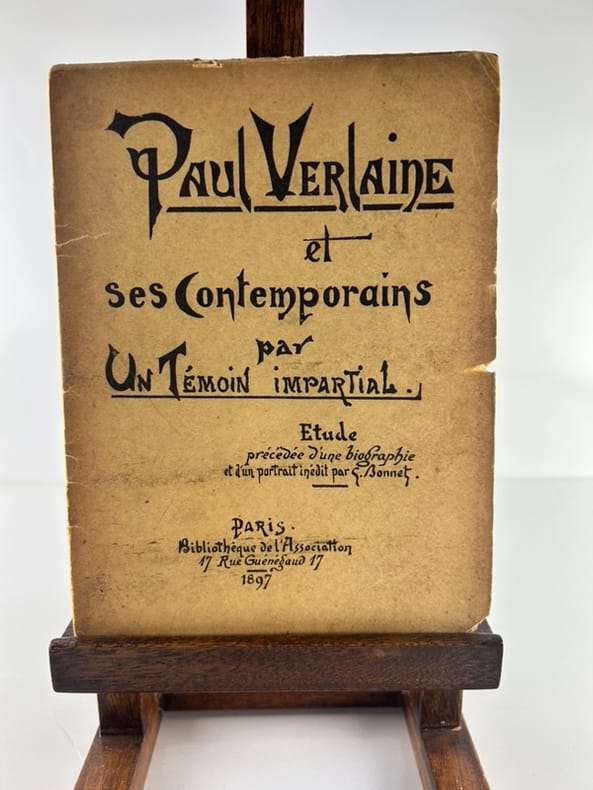 Paul Verlaine
et
ses Contemporains
par
Un Témoin impartial.
Etude
précédée d'une biographie
et d'un portrait inédit par G. Bonnet.
Paris.
Bibliothèque de l'Association
17 Rue Guénégaud 17
1897